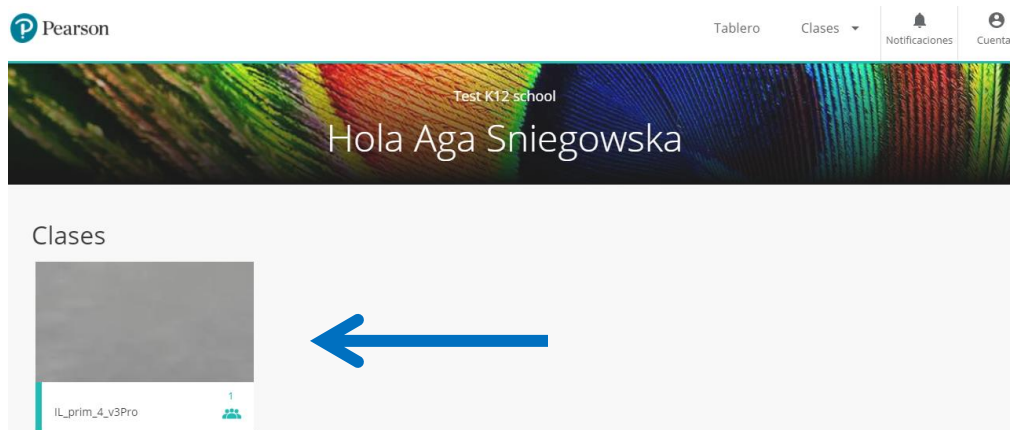 Pearson
Tablero
Clases
Notificaciones
Cuenta
Test K12 school
Hola Aga Sniegowska
Clases
1
IL_prim_4_v3Pro